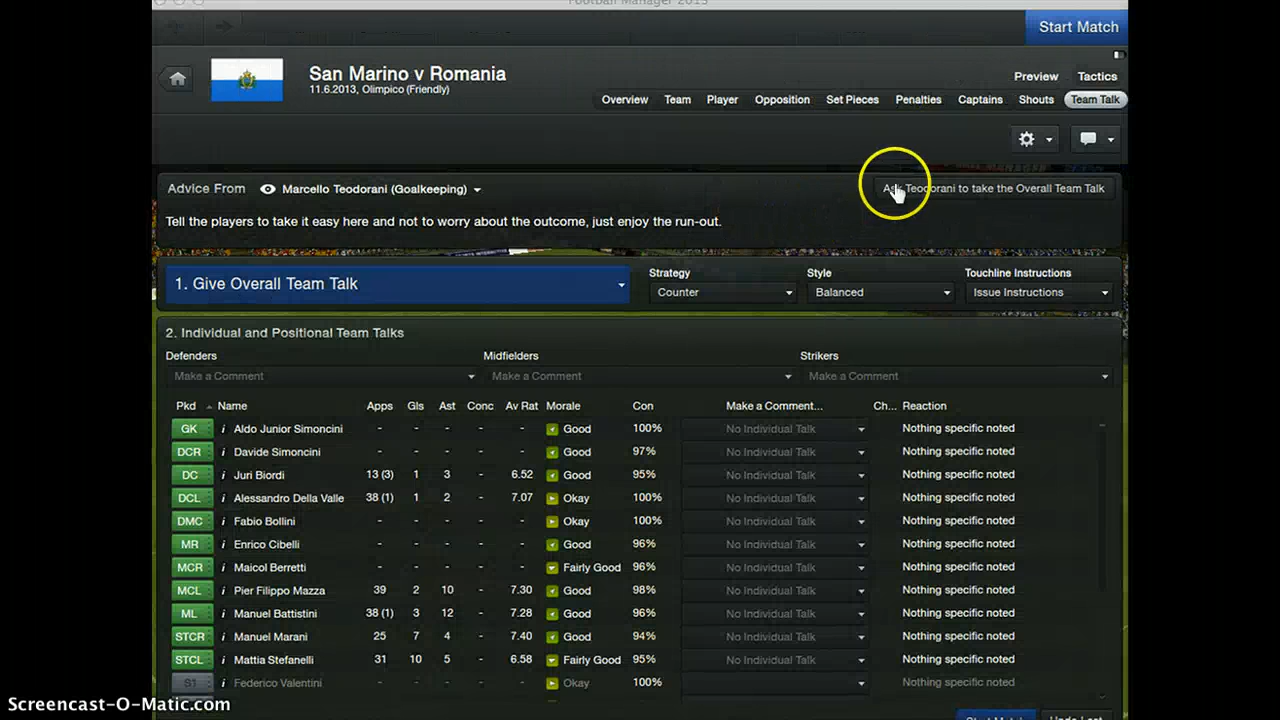 Football Manager 2013
Start Match
San Marino v Romania
11.6.2013, Olimpico (Friendly)
Preview Tactics
Overview Team Player Opposition Set Pieces Penalties Captains Shouts Team Talk
Advice From Marcello Teodorani (Goalkeeping) Ask Teodorani to take the Overall Team Talk
Tell the players to take it easy here and not to worry about the outcome, just enjoy the run-out.
Strategy Style Touchline Instructions
1. Give Overall Team Talk Counter Balanced Issue Instructions
2. Individual and Positional Team Talks
Defenders Midfielders Strikers
Make a Comment Make a Comment Make a Comment
Pkd Name Apps Gls Ast Conc Av Rat Morale Con Make a Comment... Ch... Reaction
GK i Aldo Junior Simoncini - - - - - Good 100% No Individual Talk Nothing specific noted
DCR i Davide Simoncini - - - - - Good 97% No Individual Talk Nothing specific noted
DC i Juri Biordi 13 (3) 1 3 - 6.52 Good 95% No Individual Talk Nothing specific noted
DCL i Alessandro Della Valle 38 (1) 1 2 - 7.07 Okay 100% No Individual Talk Nothing specific noted
DMC i Fabio Bollini - - - - - Okay 100% No Individual Talk Nothing specific noted
MR i Enrico Cibelli - - - - - Good 96% No Individual Talk Nothing specific noted
MCR i Maicol Berretti - - - - - Fairly Good 96% No Individual Talk Nothing specific noted
MCL i Pier Filippo Mazza 39 2 10 - 7.30 Good 98% No Individual Talk Nothing specific noted
ML i Manuel Battistini 38 (1) 3 12 - 7.28 Good 96% No Individual Talk Nothing specific noted
STCR i Manuel Marani 25 7 4 - 7.40 Good 94% No Individual Talk Nothing specific noted
STCL i Mattia Stefanelli 31 10 5 - 6.58 Fairly Good 95% No Individual Talk Nothing specific noted
S1 i Federico Valentini - - - - - Okay 100% No Individual Talk Nothing specific noted
Start Match Undo Last
Screencast-O-Matic.com